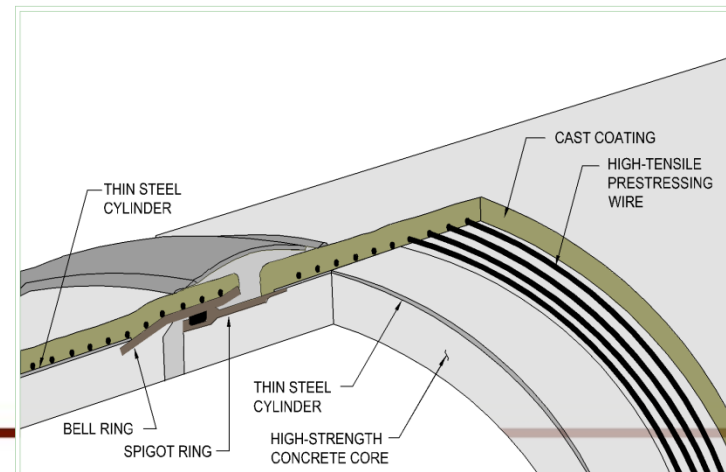 CAST COATING
HIGH-TENSILE
PRESTRESSING
WIRE
THIN STEEL
CYLINDER
THIN STEEL
CYLINDER
BELL RING
SPIGOT RING
HIGH-STRENGTH
CONCRETE CORE